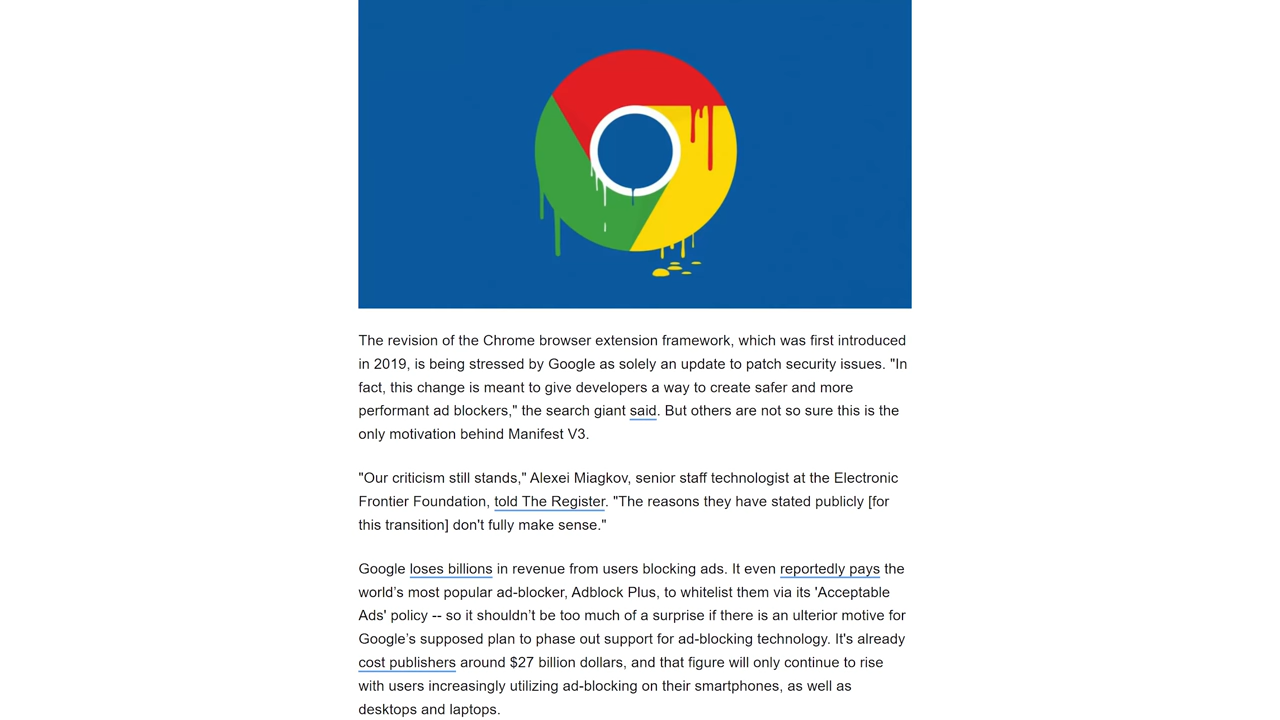 The revision of the Chrome browser extension framework, which was first introduced
in 2019, is being stressed by Google as solely an update to patch security issues. "In
fact, this change is meant to give developers a way to create safer and more
performant ad blockers," the search giant said. But others are not so sure this is the
only motivation behind Manifest V3.
"Our criticism still stands," Alexei Miagkov, senior staff technologist at the Electronic
Frontier Foundation, told The Register. "The reasons they have stated publicly [for
this transition] don't fully make sense."
Google loses billions in revenue from users blocking ads. It even reportedly pays the
world’s most popular ad-blocker, Adblock Plus, to whitelist them via its 'Acceptable
Ads' policy -- so it shouldn’t be too much of a surprise if there is an ulterior motive for
Google’s supposed plan to phase out support for ad-blocking technology. It's already
cost publishers around $27 billion dollars, and that figure will only continue to rise
with users increasingly utilizing ad-blocking on their smartphones, as well as
desktops and laptops.